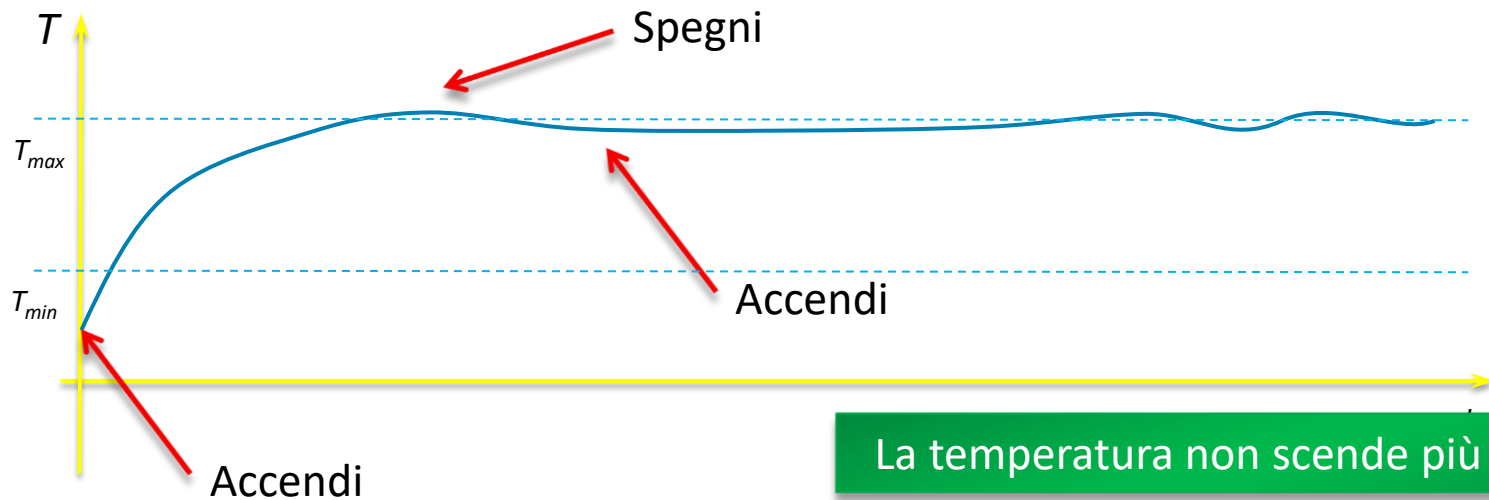 T
Spegni
Tmax
Tmin
Accendi
Accendi
La temperatura non scende più